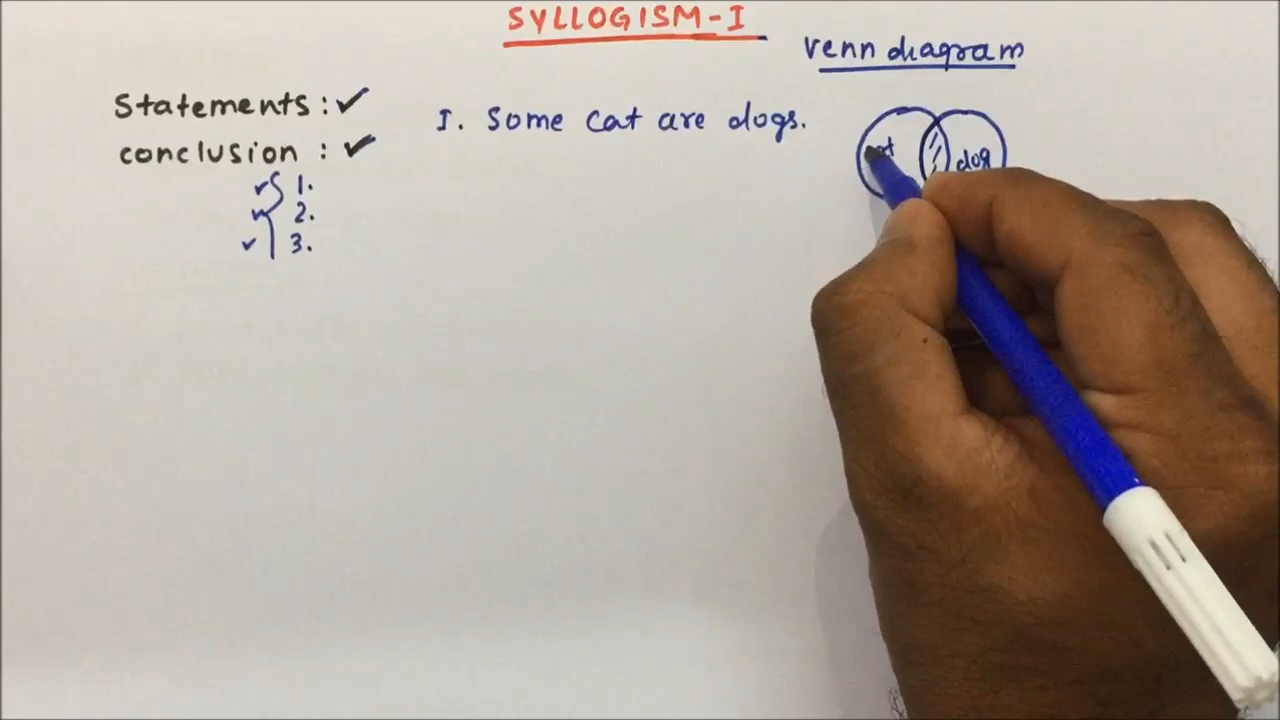 SYLLOGISM-I
venn diagram
Statements :
conclusion :
1.
2.
3.
I. Some cat are dogs.
dog